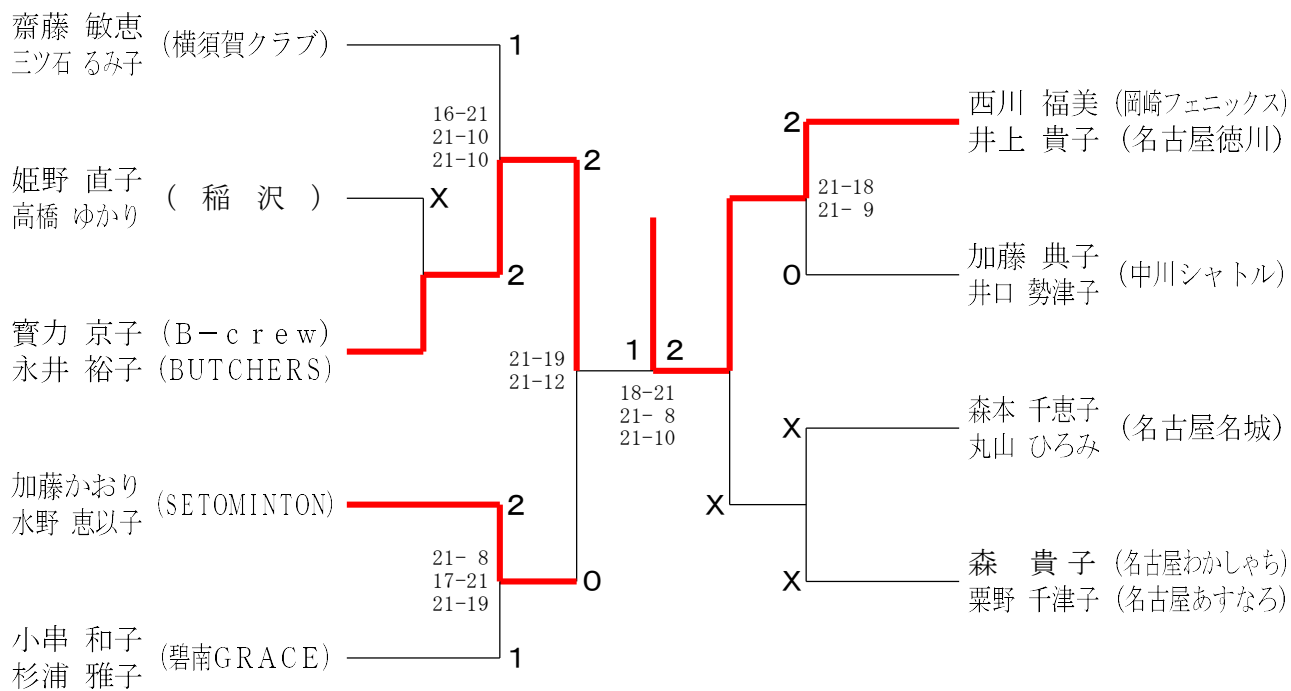 齋藤 敏恵 (横須賀クラブ)
三ツ石 るみ子
1
16-21
21-10
21-10
2
姫野 直子 ( 稲 沢 )
高橋 ゆかり
X
2
寳力 京子 (B－crew)
永井 裕子 (BUTCHERS)
21-19
21-12
加藤かおり (SETOMINTON)
水野 恵以子
2
21- 8
17-21
21-19
0
小串 和子 (碧南GRACE)
杉浦 雅子
1
1 2
18-21
21- 8
21-10
西川 福美 (岡崎フェニックス)
井上 貴子 (名古屋徳川)
2
21-18
21- 9
加藤 典子 (中川シャトル)
井口 勢津子
0
森本 千恵子 (名古屋名城)
丸山 ひろみ
X
X
森 貴子 (名古屋わかしゃち)
粟野 千津子 (名古屋あすなろ)
X